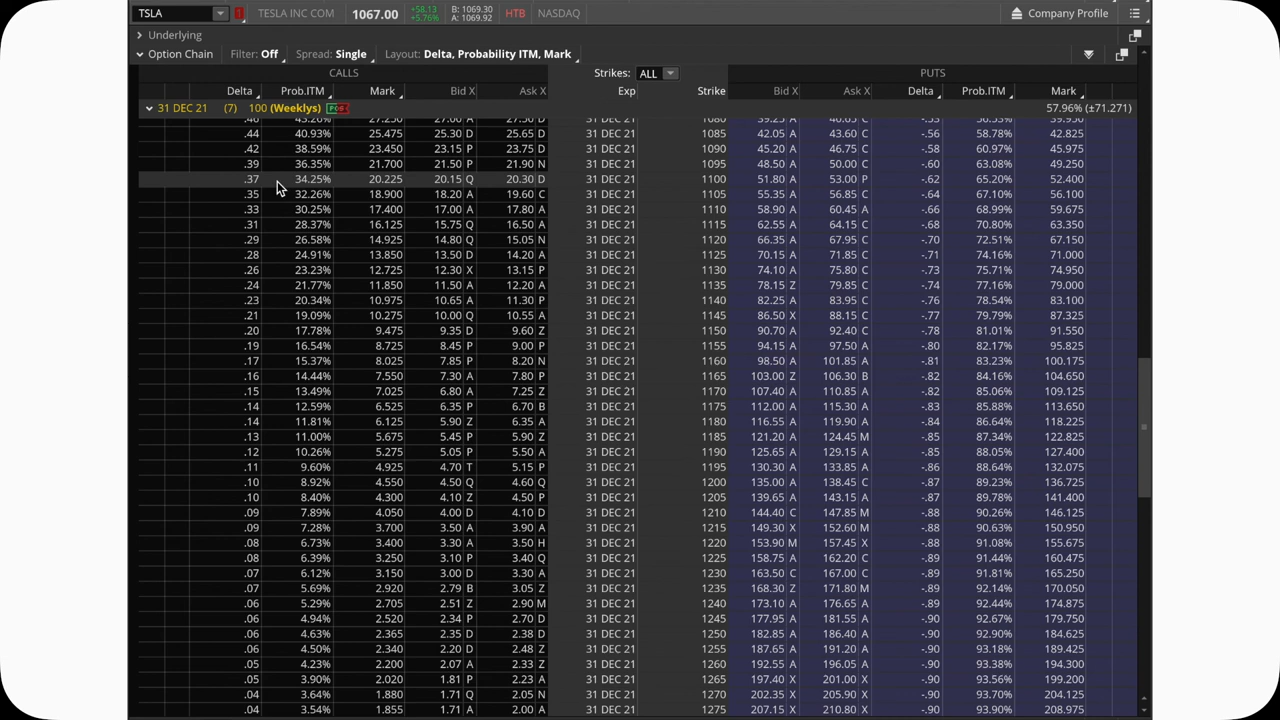 TSLA TESLA INC COM 1067.00 +58.13 +5.76% B: 1069.30 A: 1069.92 HTB NASDAQ Company Profile
Underlying
Option Chain Filter: Off Spread: Single Layout: Delta, Probability ITM, Mark
CALLS Strikes: ALL PUTS
Delta Prob.ITM Mark Bid X Ask X Exp Strike Bid X Ask X Delta Prob.ITM Mark
31 DEC 21 (7) 100 (Weeklys) 57.96% (±71.271)
.44 40.93% 25.475 25.30 D 25.65 D 31 DEC 21 1085 42.05 A 43.60 C -.56 58.78% 42.825
.42 38.59% 23.450 23.15 P 23.75 D 31 DEC 21 1090 45.20 A 46.75 C -.58 60.97% 45.975
.39 36.35% 21.700 21.50 P 21.90 N 31 DEC 21 1095 48.50 A 50.00 C -.60 63.08% 49.250
.37 34.25% 20.225 20.15 Q 20.30 D 31 DEC 21 1100 51.80 A 53.00 P -.62 65.20% 52.400
.35 32.26% 18.900 18.20 A 19.60 C 31 DEC 21 1105 55.35 A 56.85 C -.64 67.10% 56.100
.33 30.25% 17.400 17.00 A 17.80 A 31 DEC 21 1110 58.90 A 60.45 A -.66 68.99% 59.675
.31 28.37% 16.125 15.75 Q 16.50 A 31 DEC 21 1115 62.55 A 64.15 C -.68 70.80% 63.350
.29 26.58% 14.925 14.80 Q 15.05 N 31 DEC 21 1120 66.35 A 67.95 C -.70 72.51% 67.150
.28 24.91% 13.850 13.50 D 14.20 A 31 DEC 21 1125 70.15 A 71.85 C -.71 74.16% 71.000
.26 23.23% 12.725 12.30 X 13.15 P 31 DEC 21 1130 74.10 A 75.80 C -.73 75.71% 74.950
.24 21.77% 11.850 11.50 A 12.20 A 31 DEC 21 1135 78.15 Z 79.85 C -.74 77.16% 79.000
.23 20.34% 10.975 10.65 A 11.30 P 31 DEC 21 1140 82.25 A 83.95 C -.76 78.54% 83.100
.21 19.09% 10.275 10.00 Q 10.55 A 31 DEC 21 1145 86.50 X 88.15 C -.77 79.79% 87.325
.20 17.78% 9.475 9.35 D 9.60 Z 31 DEC 21 1150 90.70 A 92.40 C -.78 81.01% 91.550
.19 16.54% 8.725 8.45 P 9.00 P 31 DEC 21 1155 94.15 A 97.50 A -.80 82.17% 95.825
.17 15.37% 8.025 7.85 P 8.20 N 31 DEC 21 1160 98.50 A 101.85 A -.81 83.23% 100.175
.16 14.44% 7.550 7.30 A 7.80 P 31 DEC 21 1165 103.00 Z 106.30 B -.82 84.16% 104.650
.15 13.49% 7.025 6.80 A 7.25 Z 31 DEC 21 1170 107.40 A 110.85 A -.82 85.06% 109.125
.14 12.59% 6.525 6.35 P 6.70 B 31 DEC 21 1175 112.00 A 115.30 A -.83 85.88% 113.650
.14 11.81% 6.125 5.90 Z 6.35 A 31 DEC 21 1180 116.55 A 119.90 A -.84 86.64% 118.225
.13 11.00% 5.675 5.45 P 5.90 Z 31 DEC 21 1185 121.20 A 124.45 M -.85 87.34% 122.825
.12 10.26% 5.275 5.05 P 5.50 A 31 DEC 21 1190 125.65 A 129.15 A -.85 88.05% 127.400
.11 9.60% 4.925 4.70 T 5.15 P 31 DEC 21 1195 130.30 A 133.85 A -.86 88.64% 132.075
.10 8.92% 4.550 4.50 Q 4.60 Q 31 DEC 21 1200 135.00 A 138.45 C -.87 89.23% 136.725
.10 8.40% 4.300 4.10 Z 4.50 P 31 DEC 21 1205 139.65 A 143.15 A -.87 89.78% 141.400
.09 7.89% 4.050 4.00 D 4.10 D 31 DEC 21 1210 144.40 C 147.85 M -.88 90.26% 146.125
.09 7.28% 3.700 3.50 A 3.90 A 31 DEC 21 1215 149.30 X 152.60 M -.88 90.63% 150.950
.08 6.73% 3.400 3.30 A 3.50 H 31 DEC 21 1220 153.90 M 157.45 X -.88 91.08% 155.675
.08 6.39% 3.250 3.10 P 3.40 Q 31 DEC 21 1225 158.75 A 162.20 C -.89 91.44% 160.475
.07 6.12% 3.150 3.00 D 3.30 A 31 DEC 21 1230 163.50 C 167.00 C -.89 91.81% 165.250
.07 5.69% 2.920 2.79 B 3.05 Z 31 DEC 21 1235 168.30 Z 171.80 M -.89 92.14% 170.050
.06 5.29% 2.705 2.51 Z 2.90 M 31 DEC 21 1240 173.10 A 176.65 A -.89 92.44% 174.875
.06 4.94% 2.520 2.34 P 2.70 D 31 DEC 21 1245 177.95 A 181.55 A -.90 92.67% 179.750
.06 4.63% 2.365 2.35 D 2.38 D 31 DEC 21 1250 182.85 A 186.40 A -.90 92.90% 184.625
.06 4.50% 2.340 2.20 D 2.48 Z 31 DEC 21 1255 187.65 A 191.20 A -.90 93.18% 189.425
.05 4.23% 2.200 2.07 A 2.33 Z 31 DEC 21 1260 192.55 A 196.05 A -.90 93.38% 194.300
.05 3.90% 2.020 1.81 P 2.23 A 31 DEC 21 1265 197.40 X 201.00 A -.90 93.56% 199.200
.04 3.64% 1.880 1.71 Q 2.05 N 31 DEC 21 1270 202.35 X 205.90 X -.90 93.70% 204.125
.04 3.54% 1.855 1.71 A 2.00 A 31 DEC 21 1275 207.15 X 210.80 X -.90 93.90% 208.975